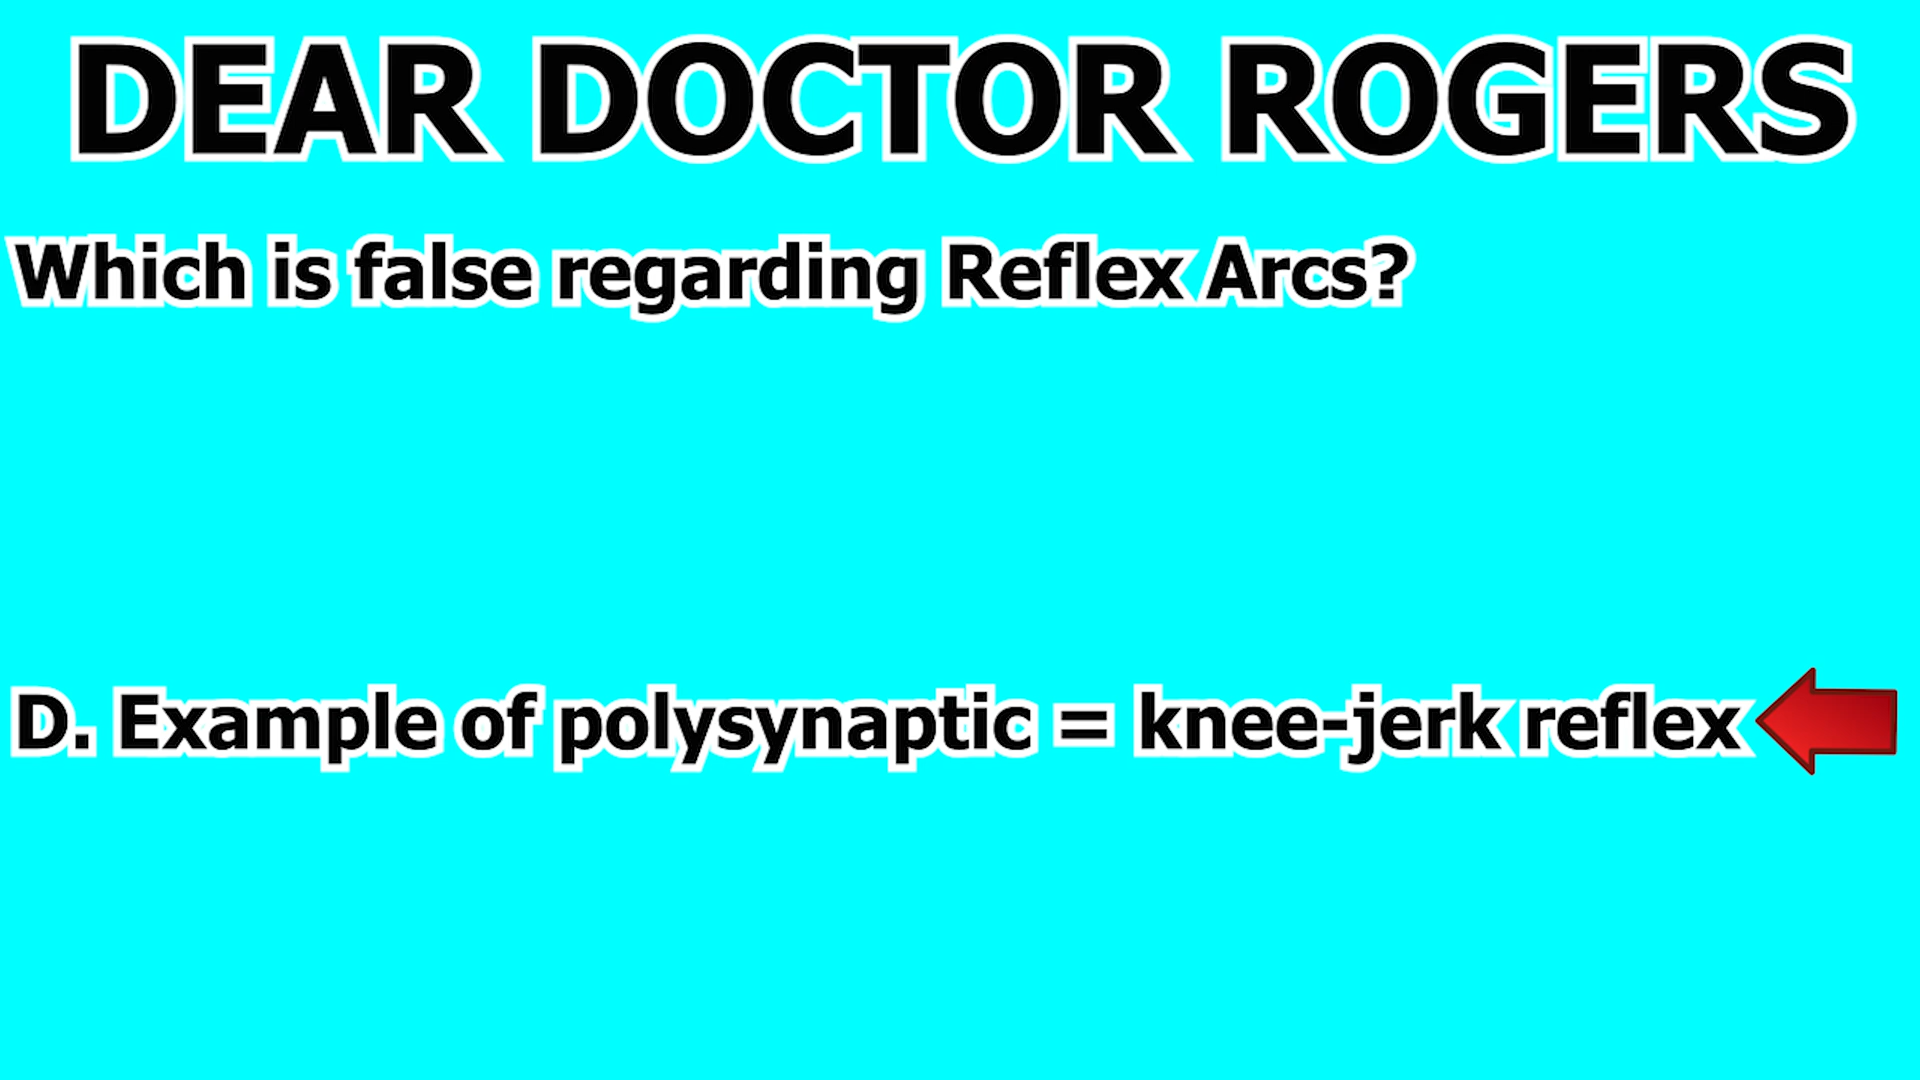 DEAR DOCTOR ROGERS
Which is false regarding Reflex Arcs?
D. Example of polysynaptic = knee-jerk reflex